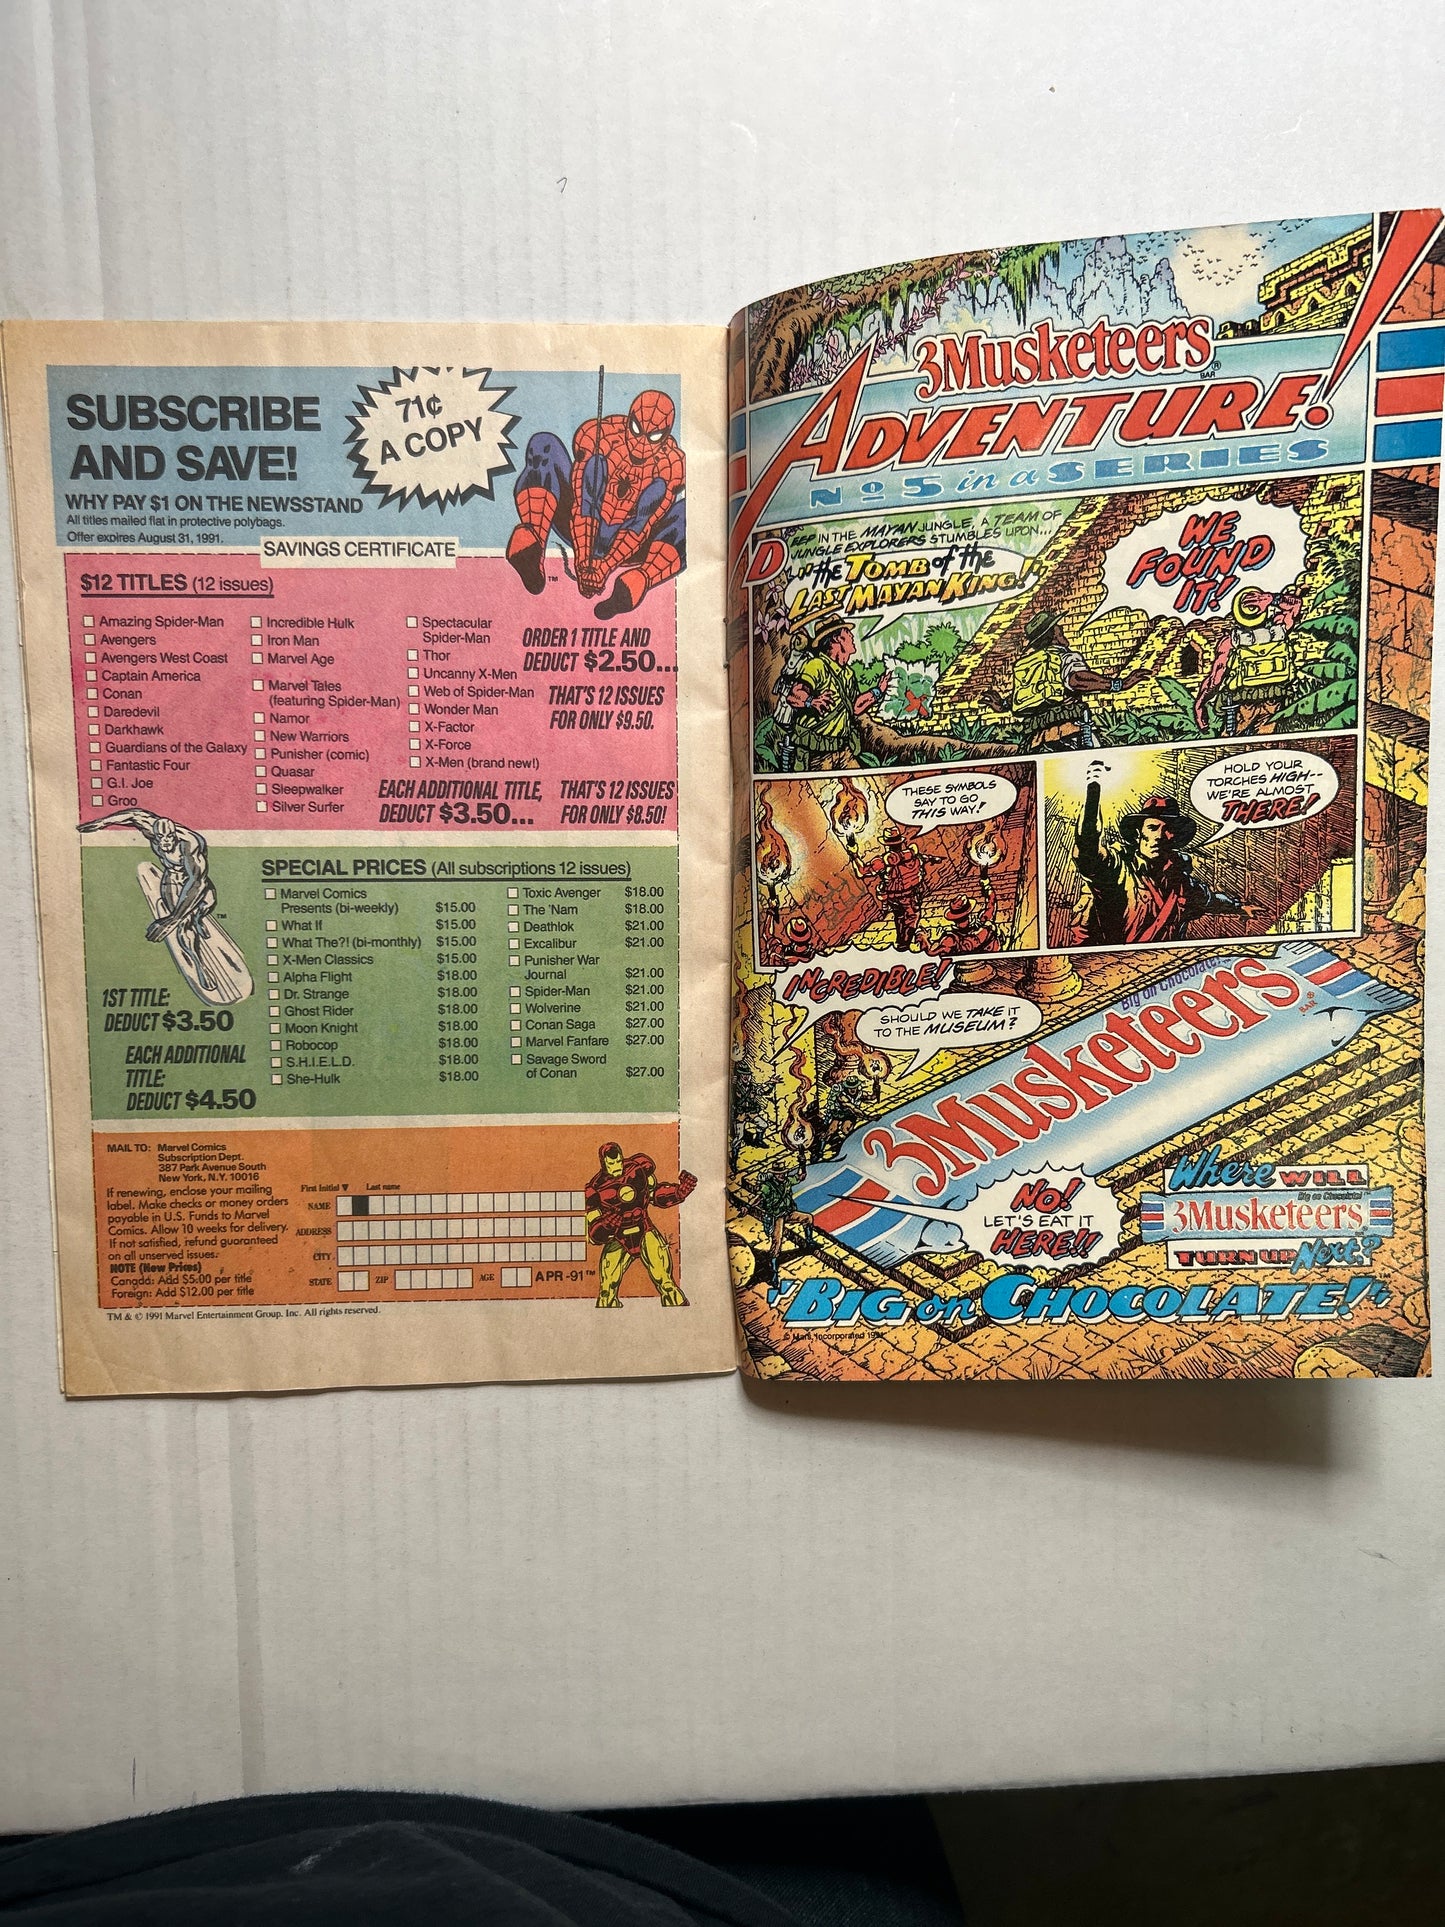 SUBSCRIBE
AND SAVE!
71¢
A COPY
WHY PAY $1 ON THE NEWSSTAND
All titles mailed flat in protective polybags.
Offer expires August 31, 1991.
SAVINGS CERTIFICATE
$12 TITLES (12 issues)
Amazing Spider-Man
Avengers
Avengers West Coast
Captain America
Conan
Daredevil
Darkhawk
Guardians of the Galaxy
Fantastic Four
G.I. Joe
Groo
Incredible Hulk
Iron Man
Marvel Age
Marvel Tales
(featuring Spider-Man)
Namor
New Warriors
Punisher (comic)
Quasar
Sleepwalker
Silver Surfer
Spectacular
Spider-Man
Thor
Uncanny X-Men
Web of Spider-Man
Wonder Man
X-Factor
X-Force
X-Men (brand new!)
TM
ORDER 1 TITLE AND
DEDUCT $2.50...
THAT'S 12 ISSUES
FOR ONLY $9.50.
EACH ADDITIONAL TITLE,
DEDUCT $3.50...
THAT'S 12 ISSUES
FOR ONLY $8.50!
TM
SPECIAL PRICES (All subscriptions 12 issues)
Marvel Comics
Presents (bi-weekly) $15.00
What If $15.00
What The?! (bi-monthly) $15.00
X-Men Classics $15.00
Alpha Flight $18.00
Dr. Strange $18.00
Ghost Rider $18.00
Moon Knight $18.00
Robocop $18.00
S.H.I.E.L.D. $18.00
She-Hulk $18.00
Toxic Avenger $18.00
The 'Nam $18.00
Deathlok $21.00
Excalibur $21.00
Punisher War
Journal $21.00
Spider-Man $21.00
Wolverine $21.00
Conan Saga $27.00
Marvel Fanfare $27.00
Savage Sword
of Conan $27.00
1ST TITLE:
DEDUCT $3.50
EACH ADDITIONAL
TITLE:
DEDUCT $4.50
MAIL TO: Marvel Comics
Subscription Dept.
387 Park Avenue South
New York, N.Y. 10016
If renewing, enclose your mailing
label. Make checks or money orders
payable in U.S. Funds to Marvel
Comics. Allow 10 weeks for delivery.
If not satisfied, refund guaranteed
on all unserved issues.
NOTE (New Prices)
Canada: Add $5.00 per title
Foreign: Add $12.00 per title
First Initial ▼ Last name
NAME
ADDRESS
CITY
STATE ZIP AGE APR-91 TM
TM & © 1991 Marvel Entertainment Group, Inc. All rights reserved.
3Musketeers®
BAR
ADVENTURE!
No 5 in a SERIES
DEEP IN THE MAYAN JUNGLE, A TEAM OF
JUNGLE EXPLORERS STUMBLES UPON...
the TOMB of the
LAST MAYAN KING!
WE
FOUND
IT!
THESE SYMBOLS
SAY TO GO
THIS WAY!
HOLD YOUR
TORCHES HIGH--
WE'RE ALMOST
THERE!
INCREDIBLE!
SHOULD WE TAKE IT
TO THE MUSEUM?
Big on Chocolate!
3Musketeers®
BAR
NO!
LET'S EAT IT
HERE!!
Where WILL
Big on Chocolate!
3Musketeers
TURN UP Next?
"BIG on CHOCOLATE!"
© Mars, Incorporated 1991